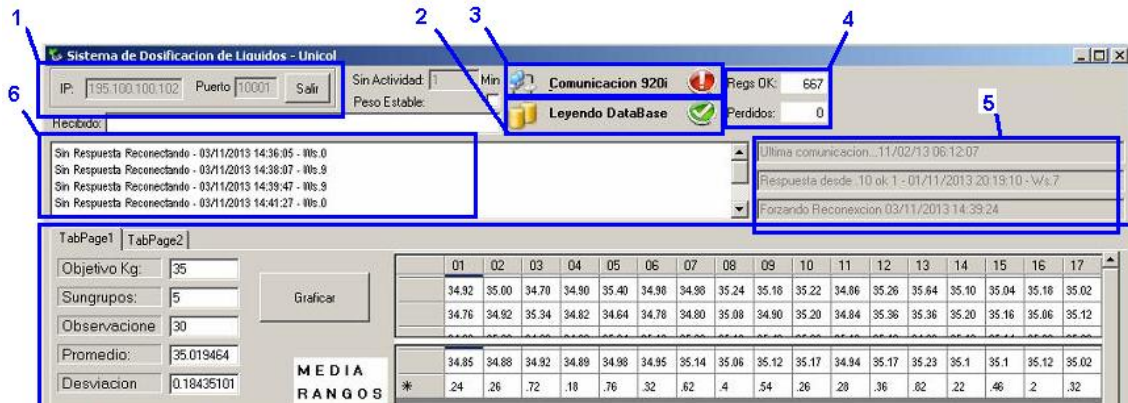 1
2
3
4
Sistema de Dosificacion de Liquidos - Unicol
IP: 195.100.100.102 Puerto 10001 Salir
Sin Actividad: 1 Min
Peso Estable:
Comunicacion 920i
Leyendo DataBase
Regs OK: 667
Perdidos: 0
6
5
Recibido:
Sin Respuesta Reconectando - 03/11/2013 14:36:05 - Ws.0
Sin Respuesta Reconectando - 03/11/2013 14:38:07 - Ws.9
Sin Respuesta Reconectando - 03/11/2013 14:39:47 - Ws.9
Sin Respuesta Reconectando - 03/11/2013 14:41:27 - Ws.0
Ultima comunicacion...11/02/13 06:12:07
Respuesta desde .10 ok 1 - 01/11/2013 20:19:10 - Ws.7
Forzando Reconexcion 03/11/2013 14:39:24
TabPage1 TabPage2
Objetivo Kg: 35
Sungrupos: 5
Observacione 30
Promedio: 35.019464
Desviacion 0.18435101
Graficar
MEDIA
RANGOS
01 02 03 04 05 06 07 08 09 10 11 12 13 14 15 16 17
34.92 35.00 34.70 34.90 35.40 34.98 34.98 35.24 35.18 35.22 34.86 35.26 35.64 35.10 35.04 35.18 35.02
34.76 34.92 35.34 34.82 34.64 34.78 34.80 35.08 34.90 35.20 34.84 35.36 35.36 35.20 35.16 35.06 35.12
34.85 34.88 34.92 34.89 34.98 34.95 35.14 35.06 35.12 35.17 34.94 35.17 35.23 35.1 35.1 35.12 35.02
* .24 .26 .72 .18 .76 .32 .62 .4 .54 .26 .28 .36 .82 .22 .46 .2 .32